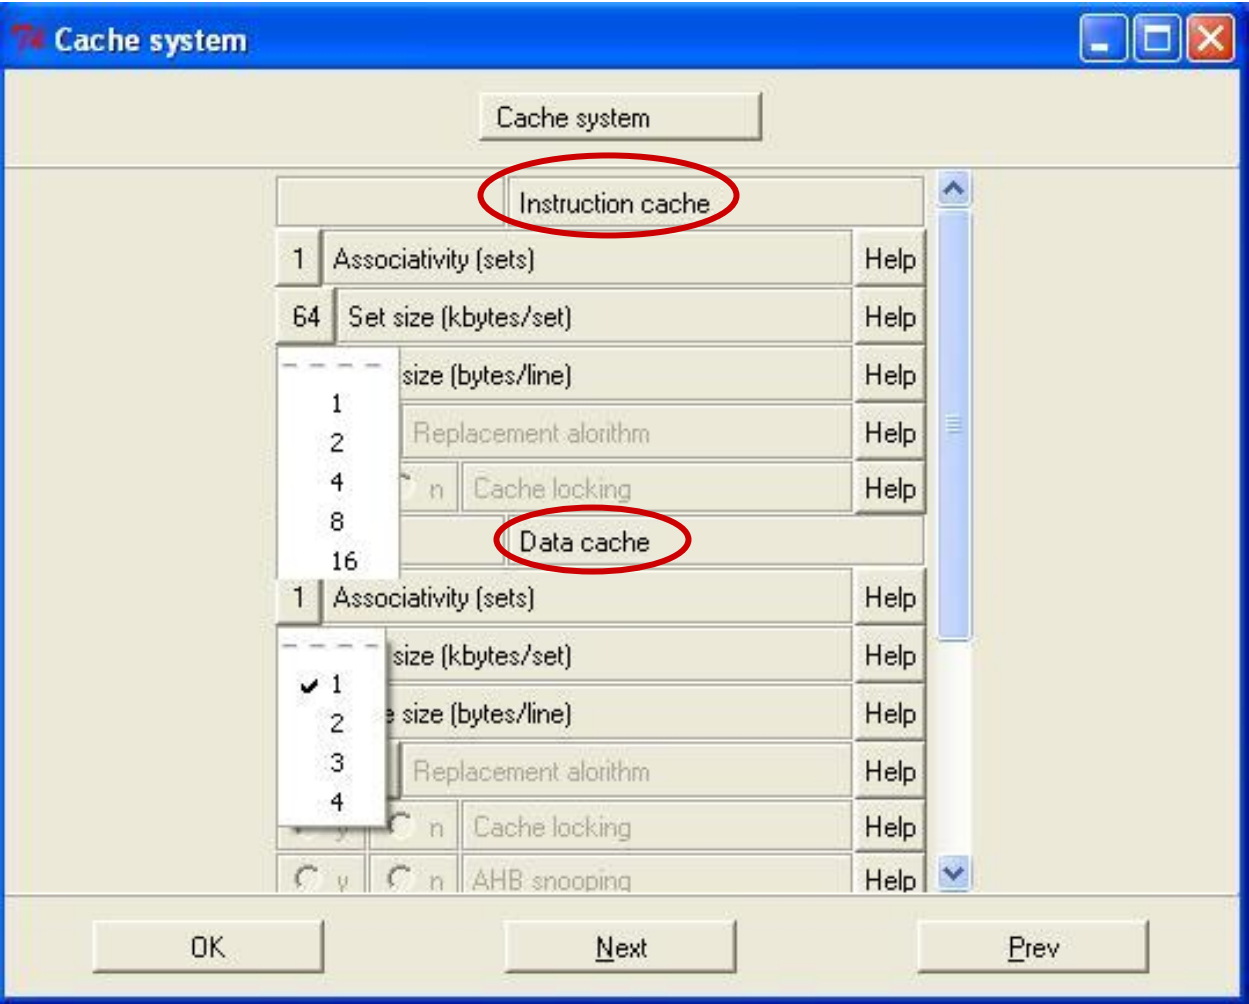 Cache system
Cache system
Instruction cache
1 Associativity (sets) Help
64 Set size (kbytes/set) Help
size (bytes/line) Help
1
Replacement alorithm Help
2
4
n Cache locking Help
8
Data cache
16
1 Associativity (sets) Help
size (kbytes/set) Help
1
e size (bytes/line) Help
2
3
Replacement alorithm Help
4
y n Cache locking Help
y n AHB snooping Help
OK Next Prev